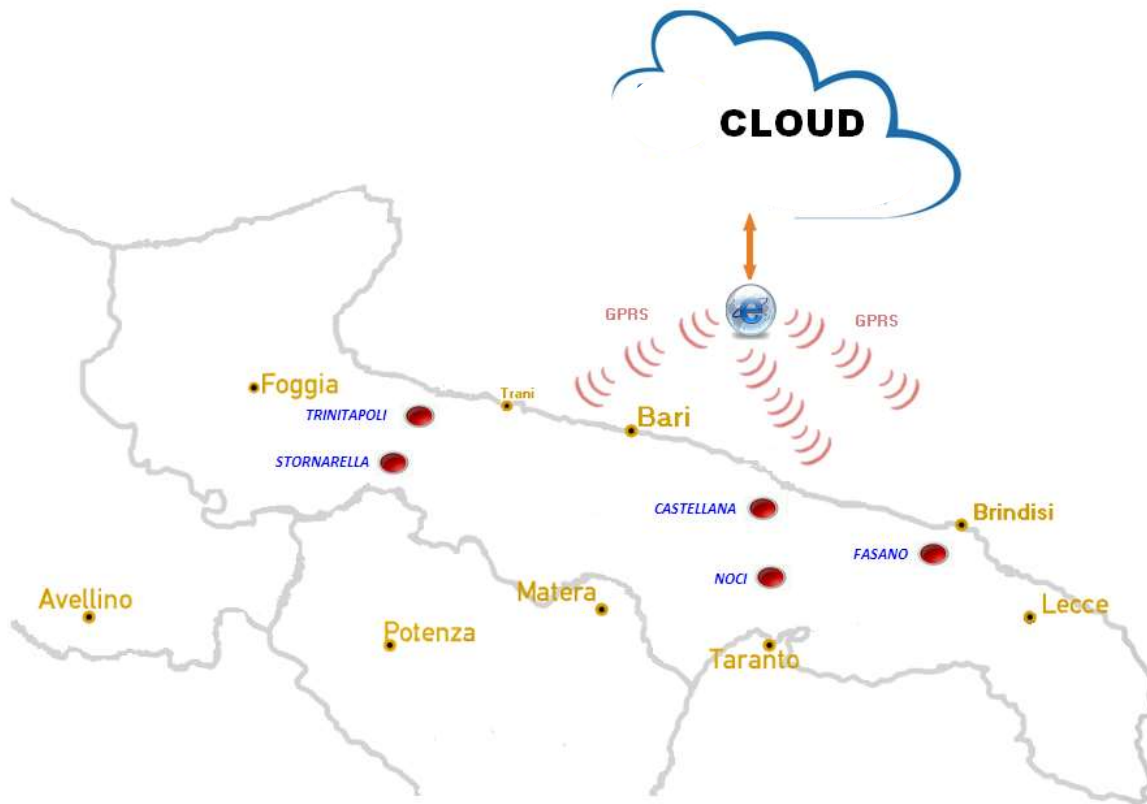 CLOUD
GPRS
GPRS
Foggia
Trani
TRINITAPOLI
Bari
STORNARELLA
CASTELLANA
Brindisi
FASANO
NOCI
Avellino
Matera
Lecce
Potenza
Taranto